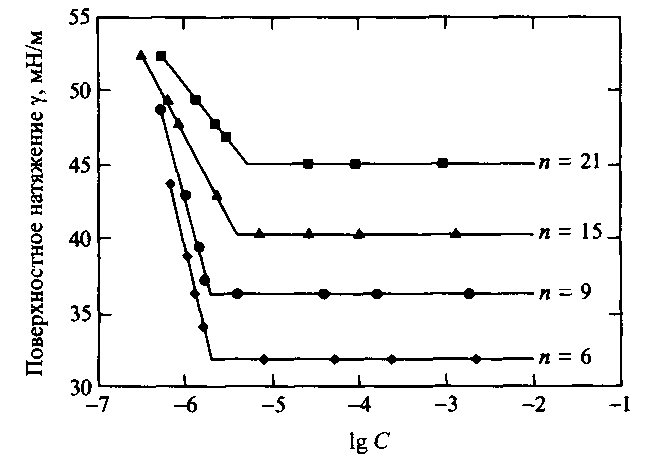 Поверхностное натяжение γ, мН/м
55
50
45
40
35
30
n = 21
n = 15
n = 9
n = 6
−7 −6 −5 −4 −3 −2 −1
lg C